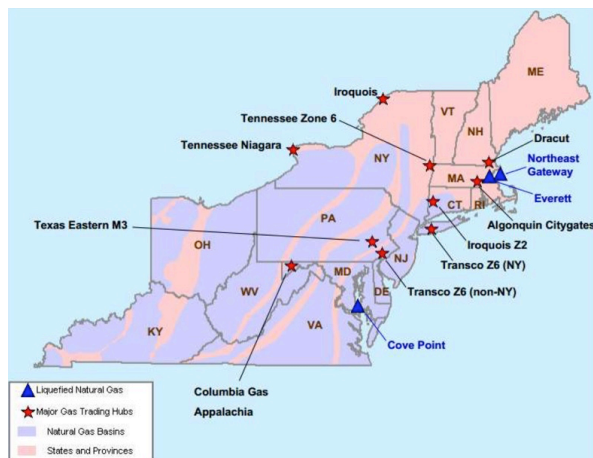 ME
Iroquois
VT
Tennessee Zone 6
NH
Dracut
Tennessee Niagara
NY
Northeast
Gateway
MA
Everett
CT
RI
Algonquin Citygates
Texas Eastern M3
PA
Iroquois Z2
OH
NJ
Transco Z6 (NY)
MD
Transco Z6 (non-NY)
WV
DE
KY
VA
Cove Point
Columbia Gas
Appalachia
Liquefied Natural Gas
Major Gas Trading Hubs
Natural Gas Basins
States and Provinces